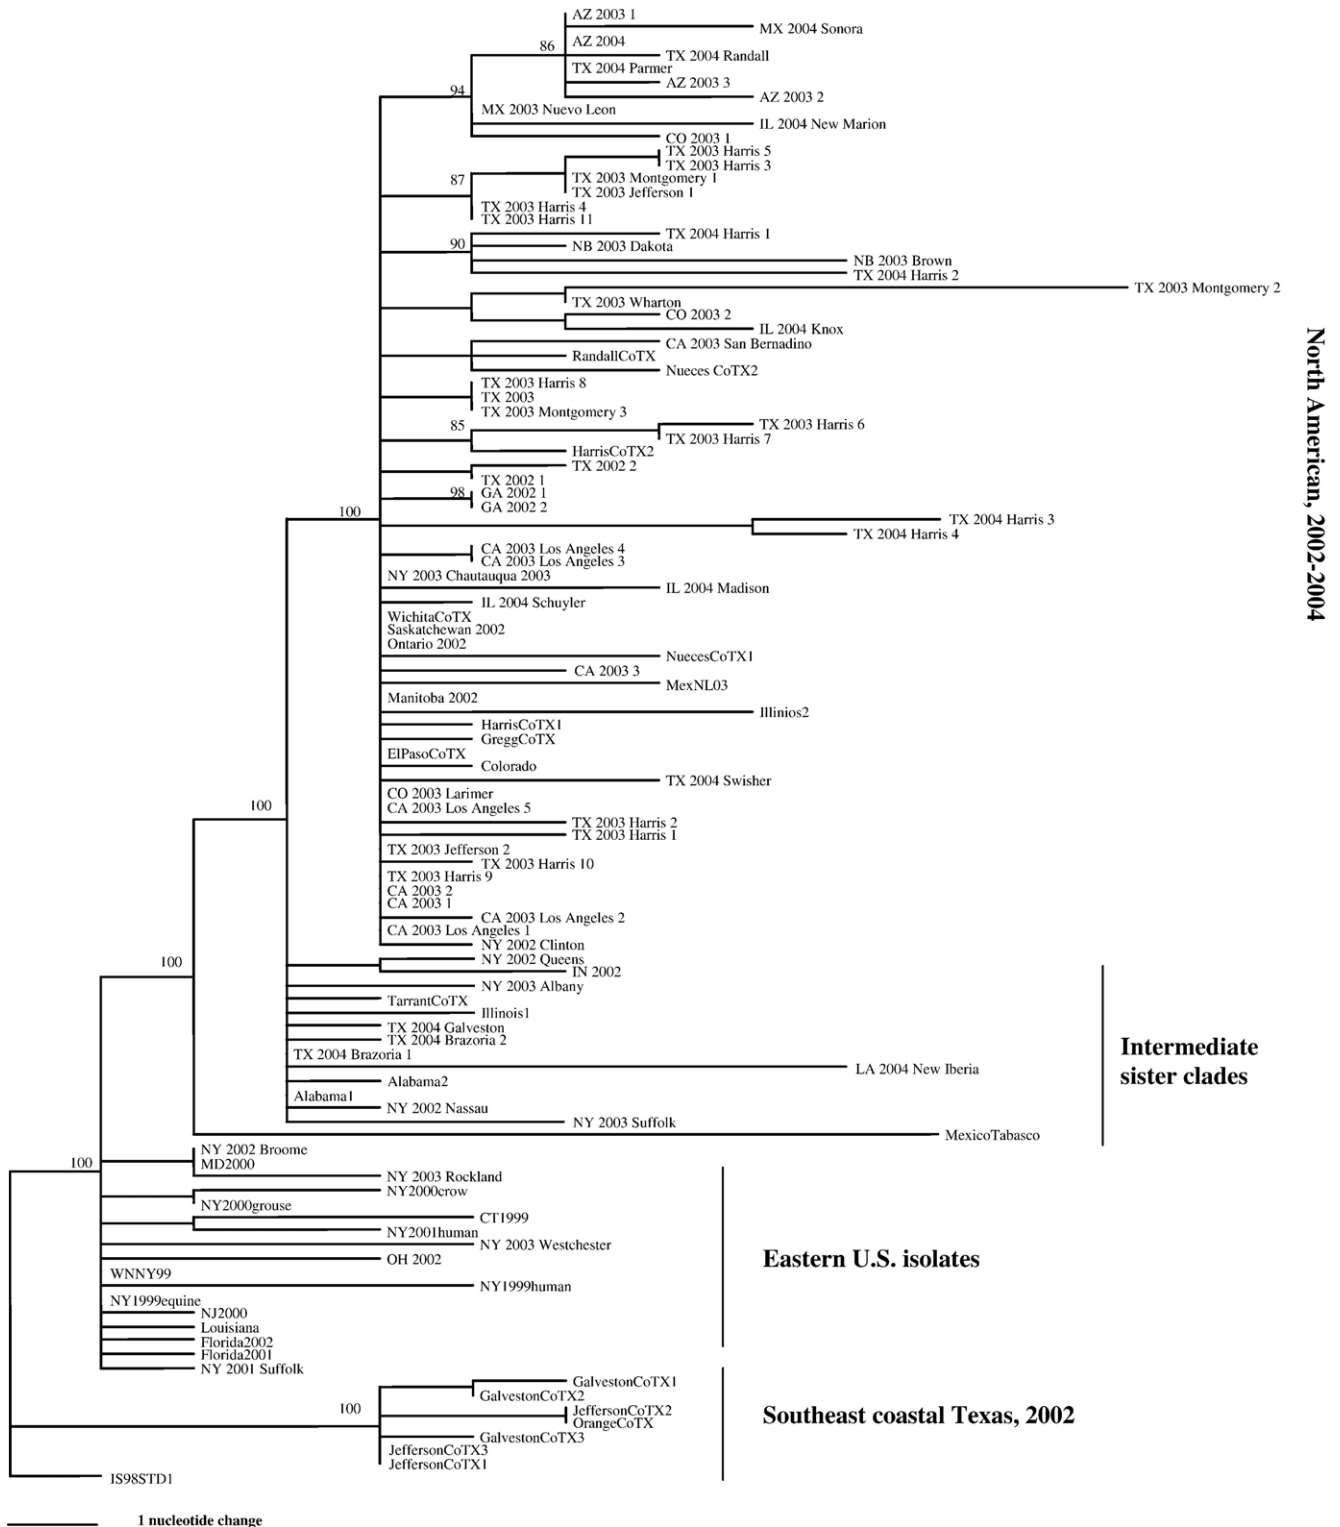 AZ 2003 1
MX 2004 Sonora
AZ 2004
86
TX 2004 Randall
TX 2004 Parmer
AZ 2003 3
94
AZ 2003 2
MX 2003 Nuevo Leon
IL 2004 New Marion
CO 2003 1
TX 2003 Harris 5
TX 2003 Harris 3
87
TX 2003 Montgomery 1
TX 2003 Jefferson 1
TX 2003 Harris 4
TX 2003 Harris 11
TX 2004 Harris 1
90
NB 2003 Dakota
NB 2003 Brown
TX 2004 Harris 2
TX 2003 Montgomery 2
TX 2003 Wharton
CO 2003 2
IL 2004 Knox
CA 2003 San Bernadino
RandallCoTX
Nueces CoTX2
TX 2003 Harris 8
TX 2003
TX 2003 Montgomery 3
85
TX 2003 Harris 6
TX 2003 Harris 7
HarrisCoTX2
TX 2002 2
TX 2002 1
98
GA 2002 1
GA 2002 2
100
TX 2004 Harris 3
TX 2004 Harris 4
CA 2003 Los Angeles 4
CA 2003 Los Angeles 3
NY 2003 Chautauqua 2003
IL 2004 Madison
IL 2004 Schuyler
WichitaCoTX
Saskatchewan 2002
Ontario 2002
NuecesCoTX1
CA 2003 3
MexNL03
Manitoba 2002
Illinios2
HarrisCoTX1
GreggCoTX
ElPasoCoTX
Colorado
TX 2004 Swisher
CO 2003 Larimer
CA 2003 Los Angeles 5
100
TX 2003 Harris 2
TX 2003 Harris 1
TX 2003 Jefferson 2
TX 2003 Harris 10
TX 2003 Harris 9
CA 2003 2
CA 2003 1
CA 2003 Los Angeles 2
CA 2003 Los Angeles 1
NY 2002 Clinton
North American, 2002-2004
100
NY 2002 Queens
IN 2002
NY 2003 Albany
TarrantCoTX
Illinois1
TX 2004 Galveston
TX 2004 Brazoria 2
TX 2004 Brazoria 1
LA 2004 New Iberia
Alabama2
Alabama1
NY 2002 Nassau
NY 2003 Suffolk
MexicoTabasco
Intermediate
sister clades
NY 2002 Broome
100
MD2000
NY 2003 Rockland
NY2000crow
NY2000grouse
CT1999
NY2001human
NY 2003 Westchester
OH 2002
WNNY99
NY1999human
NY1999equine
NJ2000
Louisiana
Florida2002
Florida2001
NY 2001 Suffolk
Eastern U.S. isolates
GalvestonCoTX1
GalvestonCoTX2
100
JeffersonCoTX2
OrangeCoTX
GalvestonCoTX3
JeffersonCoTX3
JeffersonCoTX1
Southeast coastal Texas, 2002
IS98STD1
1 nucleotide change